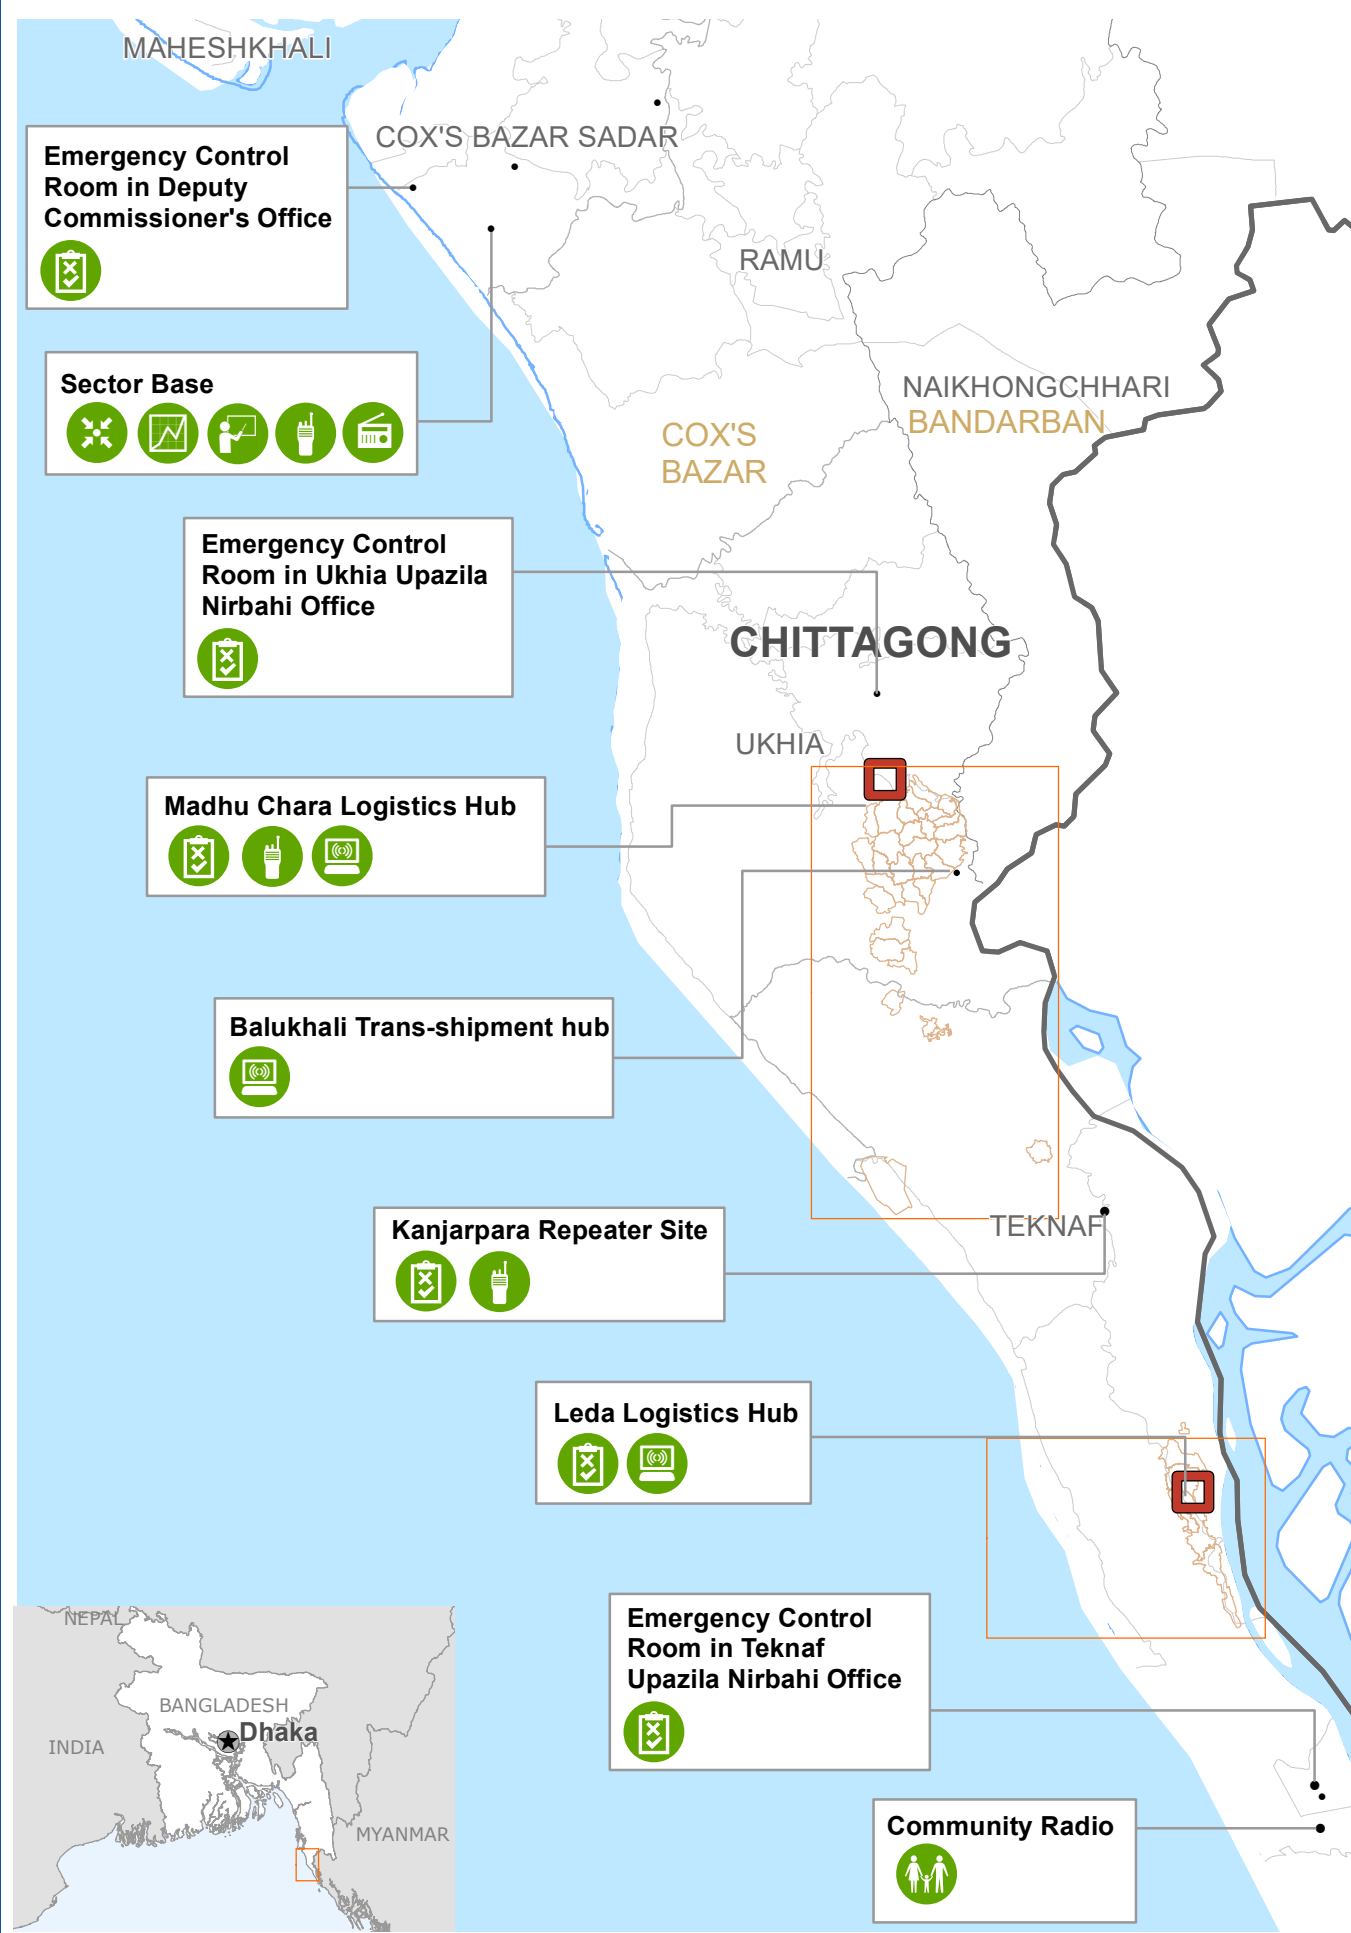 MAHESHKHALI
COX'S BAZAR SADAR
Emergency Control
Room in Deputy
Commissioner's Office
RAMU
Sector Base
NAIKHONGCHHARI
BANDARBAN
COX'S
BAZAR
Emergency Control
Room in Ukhia Upazila
Nirbahi Office
CHITTAGONG
UKHIA
Madhu Chara Logistics Hub
Balukhali Trans-shipment hub
Kanjarpara Repeater Site
TEKNAF
Leda Logistics Hub
Emergency Control
Room in Teknaf
Upazila Nirbahi Office
Community Radio
NEPAL
BANGLADESH
Dhaka
INDIA
MYANMAR